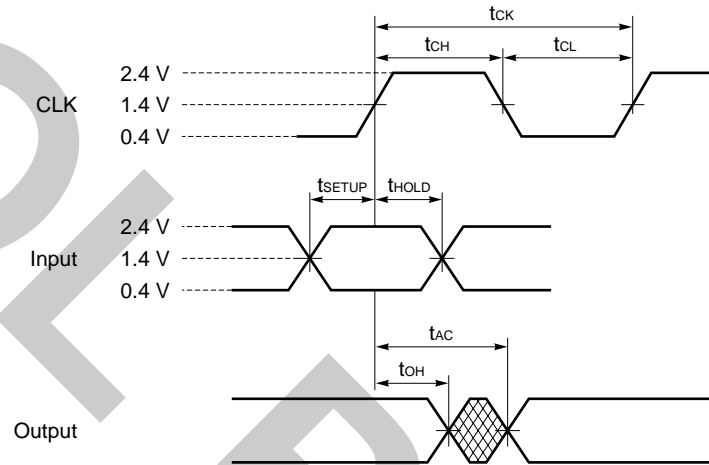 tCK
tCH tCL
2.4 V
CLK 1.4 V
0.4 V
tSETUP tHOLD
2.4 V
Input 1.4 V
0.4 V
tAC
tOH
Output